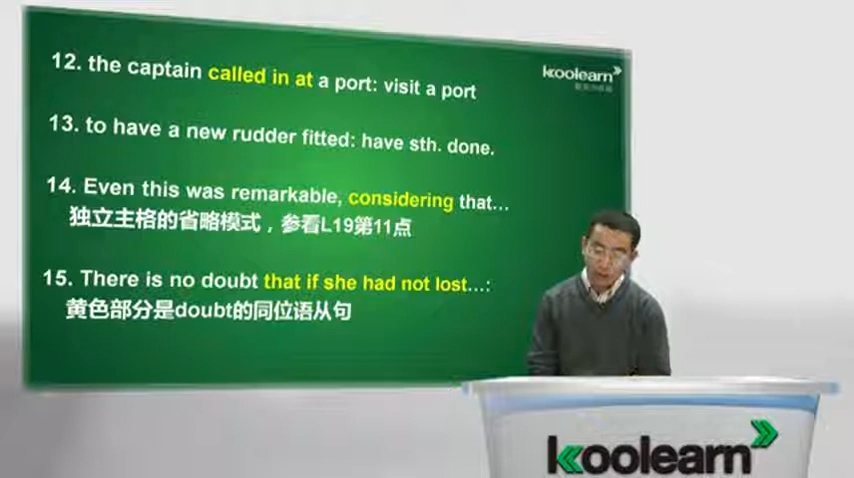 12. the captain called in at a port: visit a port
koolearn
13. to have a new rudder fitted: have sth. done.
14. Even this was remarkable, considering that...
独立主格的省略模式，参看L19第11点
15. There is no doubt that if she had not lost...:
黄色部分是doubt的同位语从句
koolearn